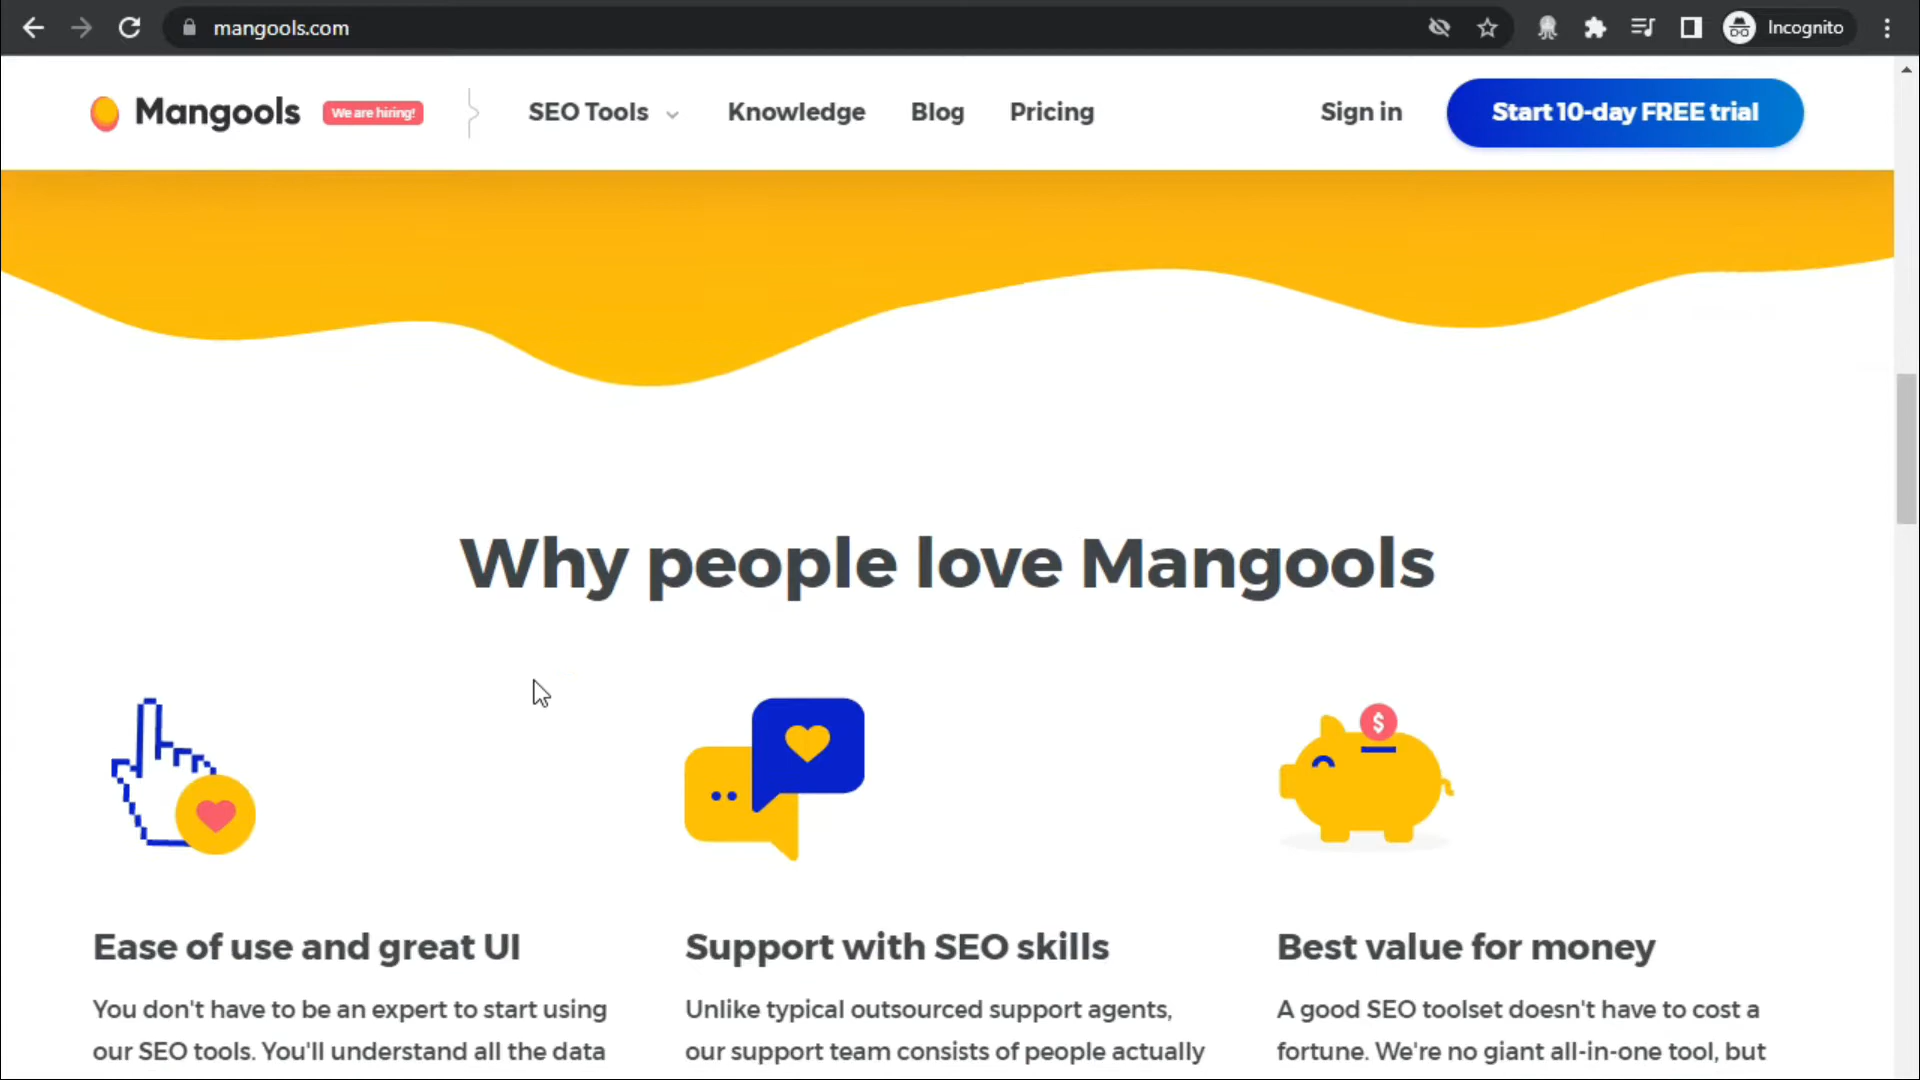 mangools.com
Incognito
Mangools
We are hiring!
SEO Tools
Knowledge
Blog
Pricing
Sign in
Start 10-day FREE trial
Why people love Mangools
$
Ease of use and great UI
You don't have to be an expert to start using
our SEO tools. You'll understand all the data
Support with SEO skills
Unlike typical outsourced support agents,
our support team consists of people actually
Best value for money
A good SEO toolset doesn't have to cost a
fortune. We're no giant all-in-one tool, but